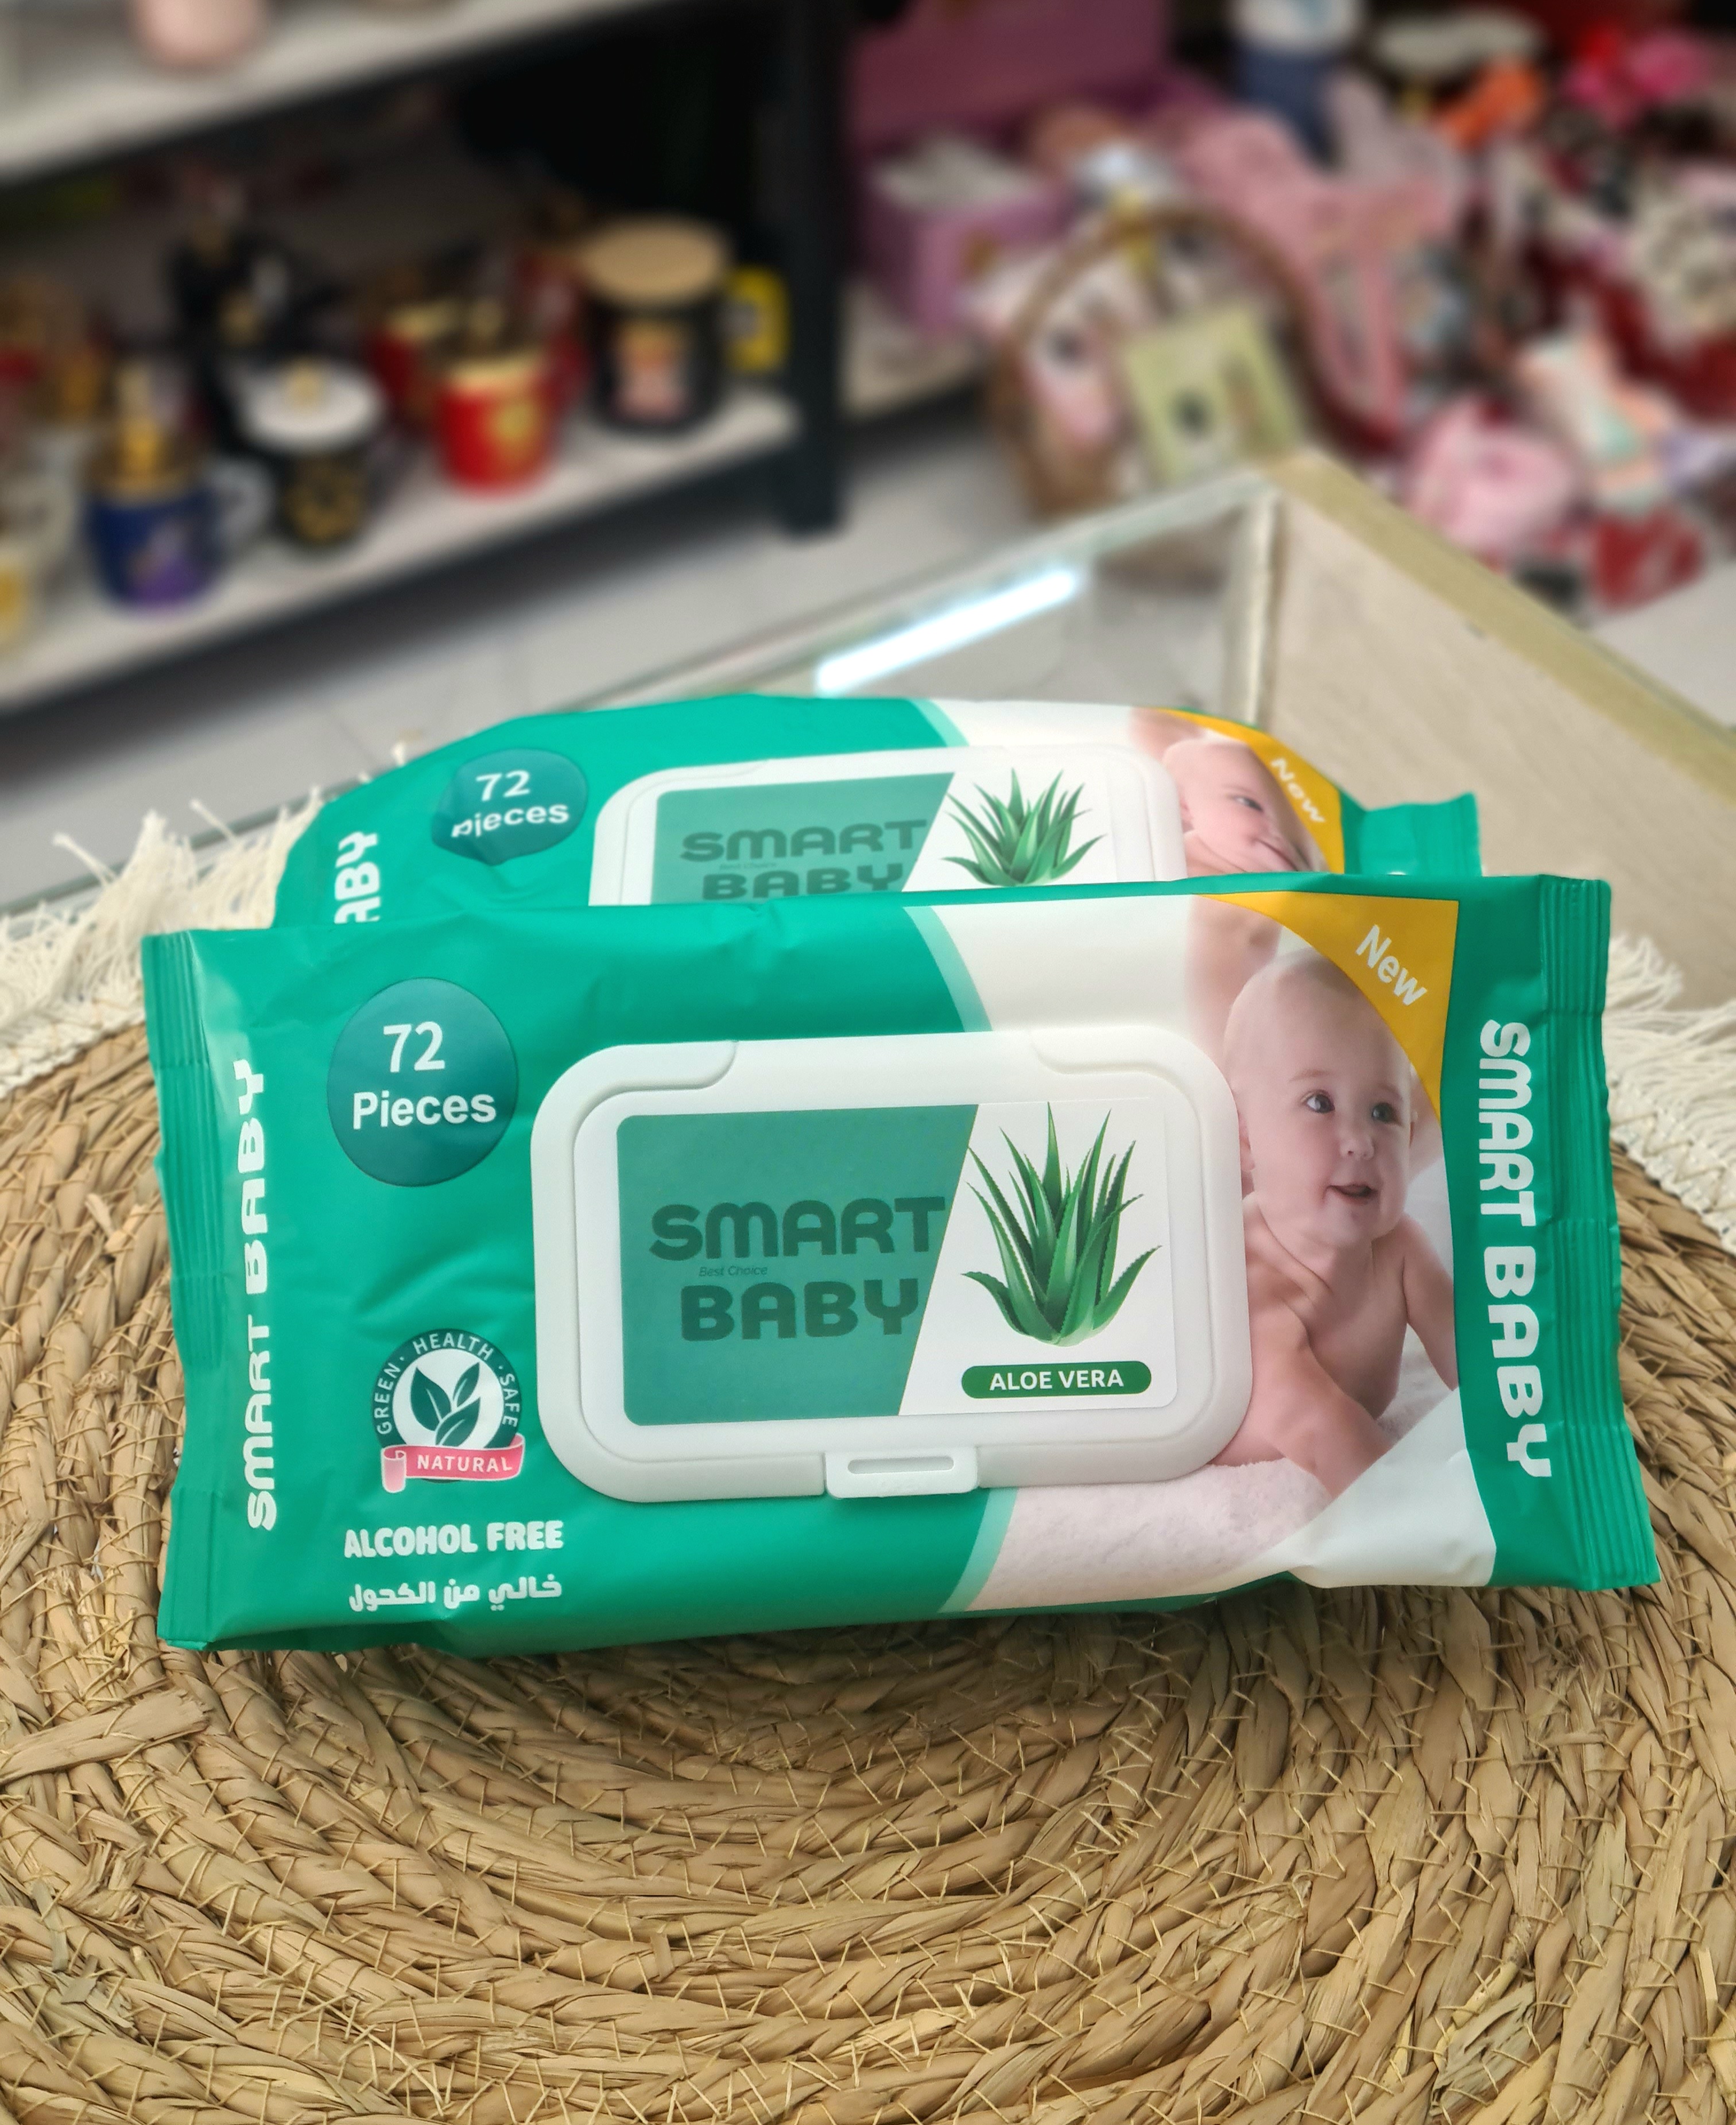 72
pieces
ABY
SMART
BABY
New
72
Pieces
SMART BABY
SMART
Best Choice
BABY
ALOE VERA
New
SMART BABY
GREEN · HEALTH · SAFE
NATURAL
ALCOHOL FREE
خالي من الكحول